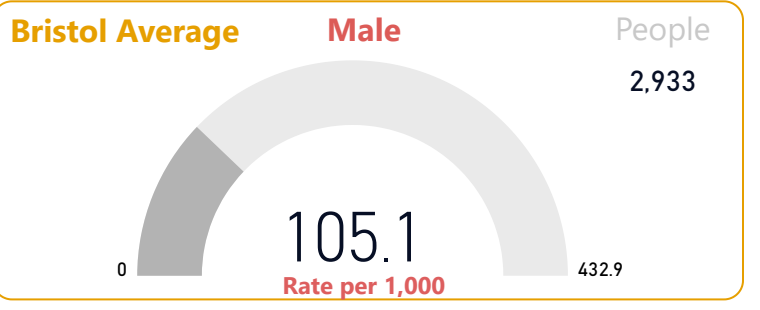 Bristol Average Male People
2,933
105.1
0 432.9
Rate per 1,000